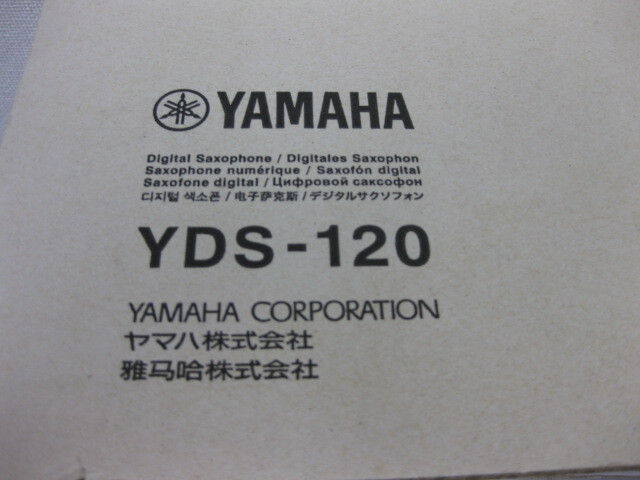 YAMAHA
Digital Saxophone / Digitales Saxophon
Saxophone numérique / Saxofón digital
Saxofone digital / Цифровой саксофон
디지털 색소폰 / 电子萨克斯 / デジタルサクソフォン
YDS-120
YAMAHA CORPORATION
ヤマハ株式会社
雅马哈株式会社